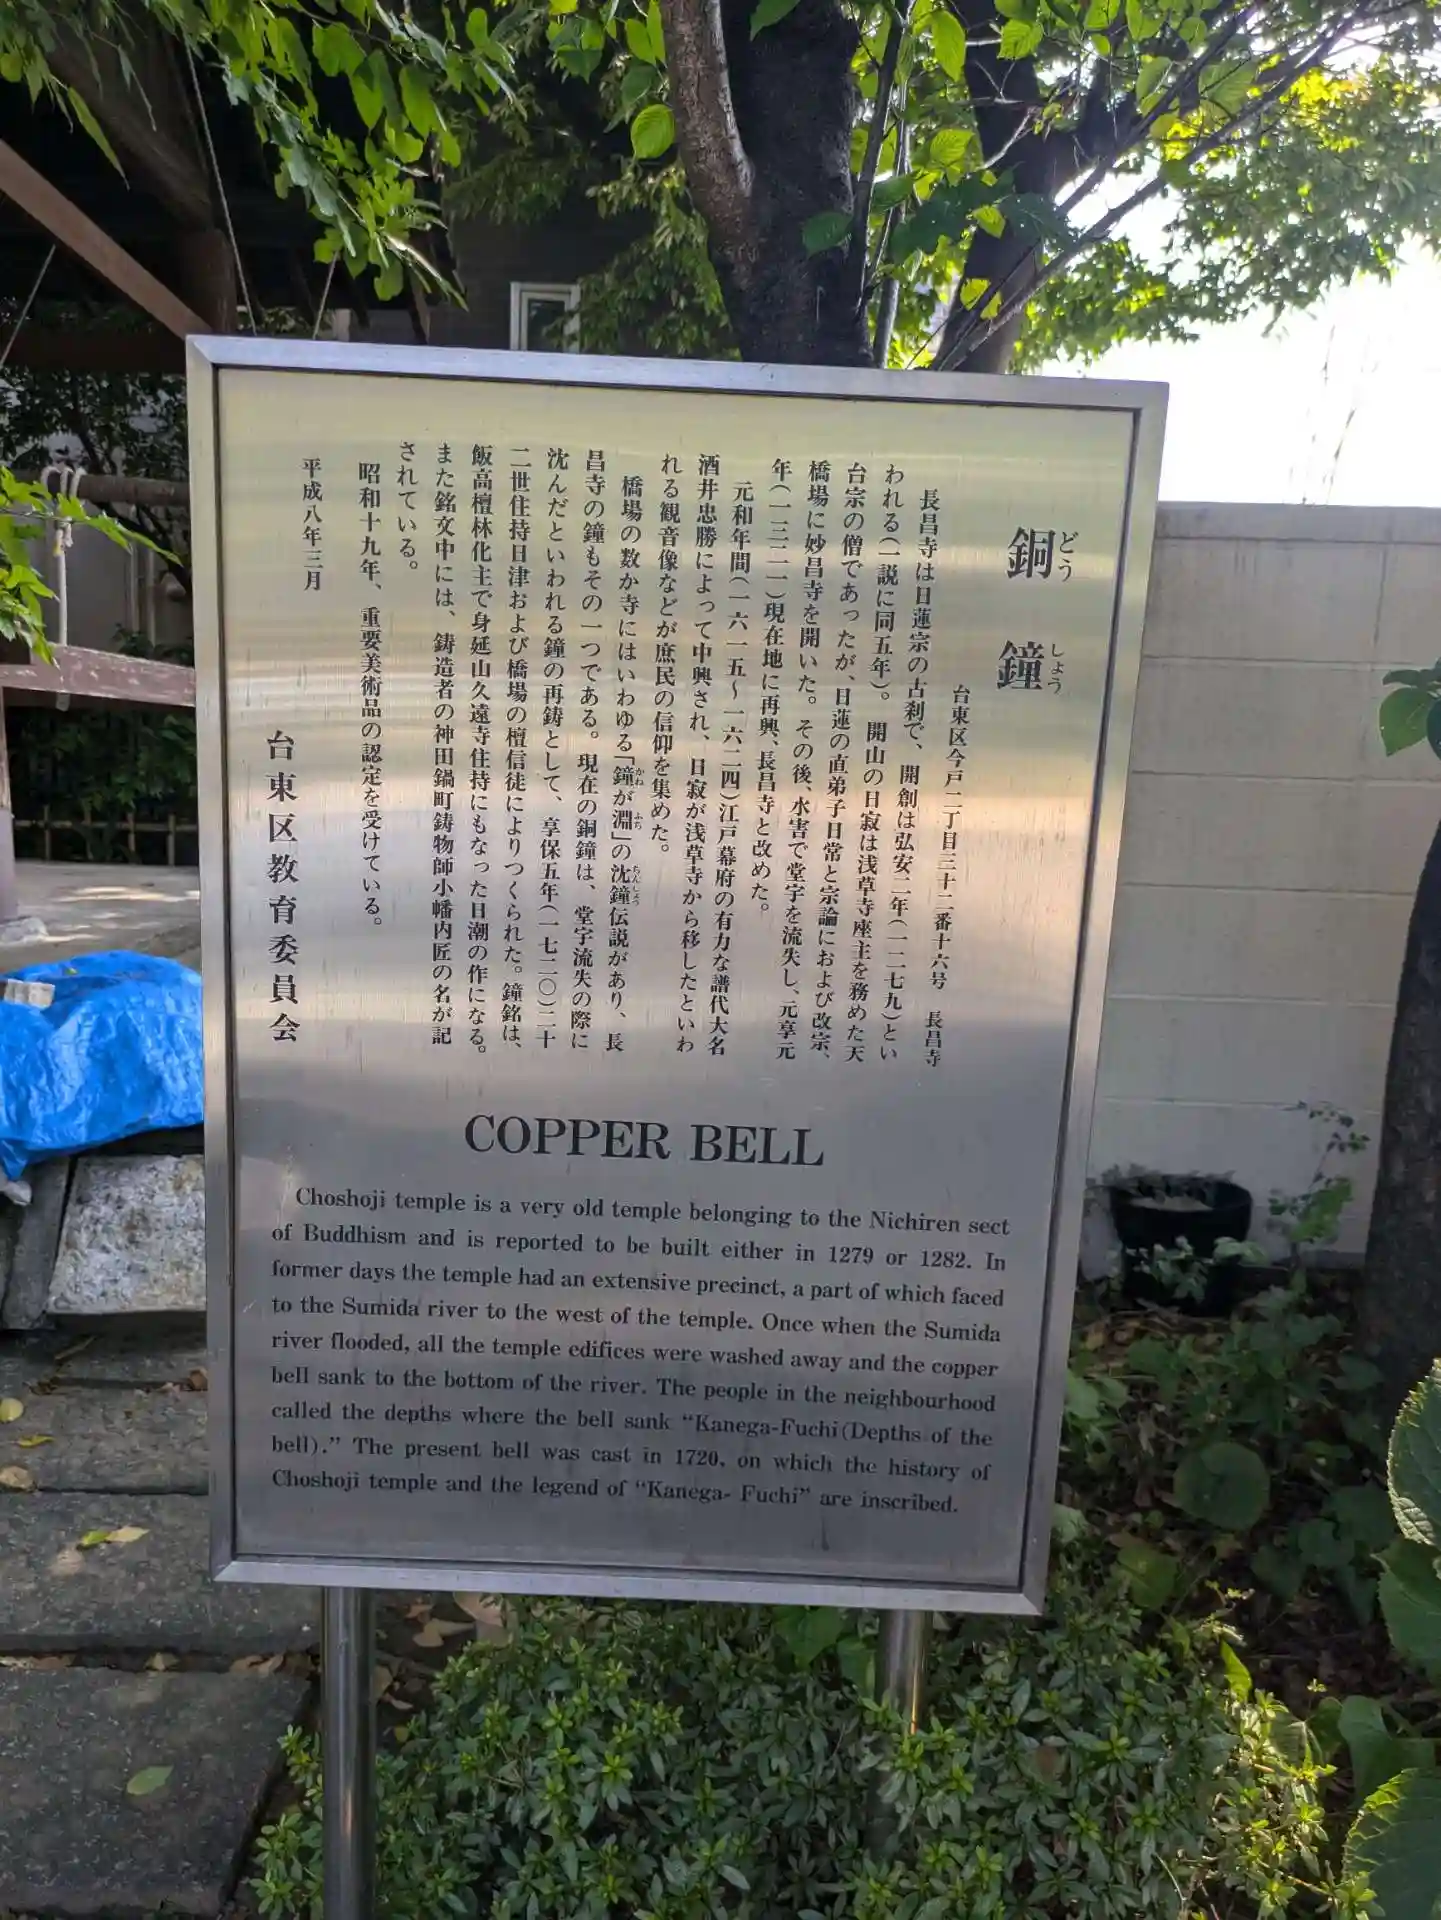 銅鐘
どうしょう
台東区今戸二丁目三十二番十六号　長昌寺
長昌寺は日蓮宗の古刹で、開創は弘安二年(一二七九)とい
われる(一説に同五年)。開山の日寂は浅草寺座主を務めた天
台宗の僧であったが、日蓮の直弟子日常と宗論におよび改宗、
橋場に妙昌寺を開いた。その後、水害で堂宇を流失し、元享元
年(一三二一)現在地に再興、長昌寺と改めた。
元和年間(一六一五〜一六二四)江戸幕府の有力な譜代大名
酒井忠勝によって中興され、日寂が浅草寺から移したといわ
れる観音像などが庶民の信仰を集めた。
橋場の数か寺にはいわゆる「鐘が淵」の沈鐘伝説があり、長
かね ふち ちんしょう
昌寺の鐘もその一つである。現在の銅鐘は、堂宇流失の際に
沈んだといわれる鐘の再鋳として、享保五年(一七二〇)二十
二世住持日津および橋場の檀信徒によりつくられた。鐘銘は、
飯高檀林化主で身延山久遠寺住持にもなった日潮の作になる。
また銘文中には、鋳造者の神田鍋町鋳物師小幡内匠の名が記
されている。
昭和十九年、重要美術品の認定を受けている。
平成八年三月
台東区教育委員会
COPPER BELL
Choshoji temple is a very old temple belonging to the Nichiren sect
of Buddhism and is reported to be built either in 1279 or 1282. In
former days the temple had an extensive precinct, a part of which faced
to the Sumida river to the west of the temple. Once when the Sumida
river flooded, all the temple edifices were washed away and the copper
bell sank to the bottom of the river. The people in the neighbourhood
called the depths where the bell sank "Kanega-Fuchi(Depths of the
bell)." The present bell was cast in 1720, on which the history of
Choshoji temple and the legend of "Kanega- Fuchi" are inscribed.